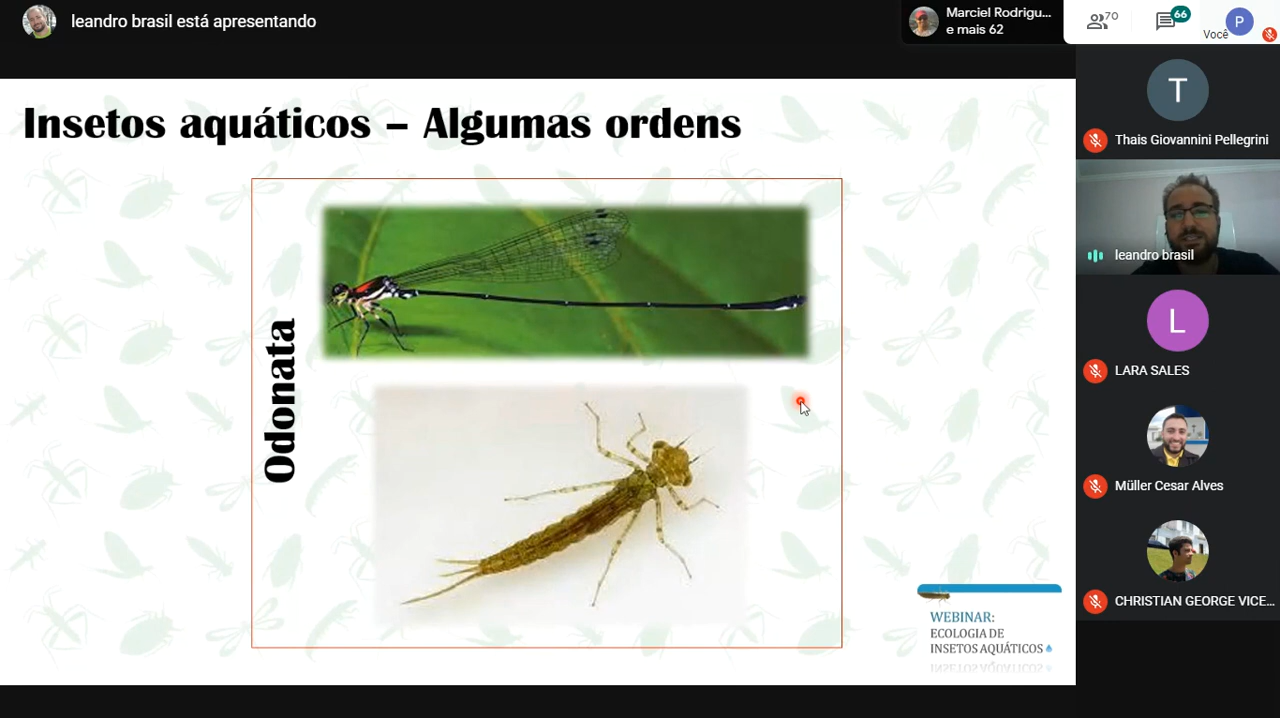 leandro brasil está apresentando
Marciel Rodrigu...
e mais 62
70
66
Você
P
T
Thais Giovannini Pellegrini
leandro brasil
L
LARA SALES
Müller Cesar Alves
CHRISTIAN GEORGE VICE...
Insetos aquáticos – Algumas ordens
Odonata
WEBINAR:
ECOLOGIA DE
INSETOS AQUÁTICOS